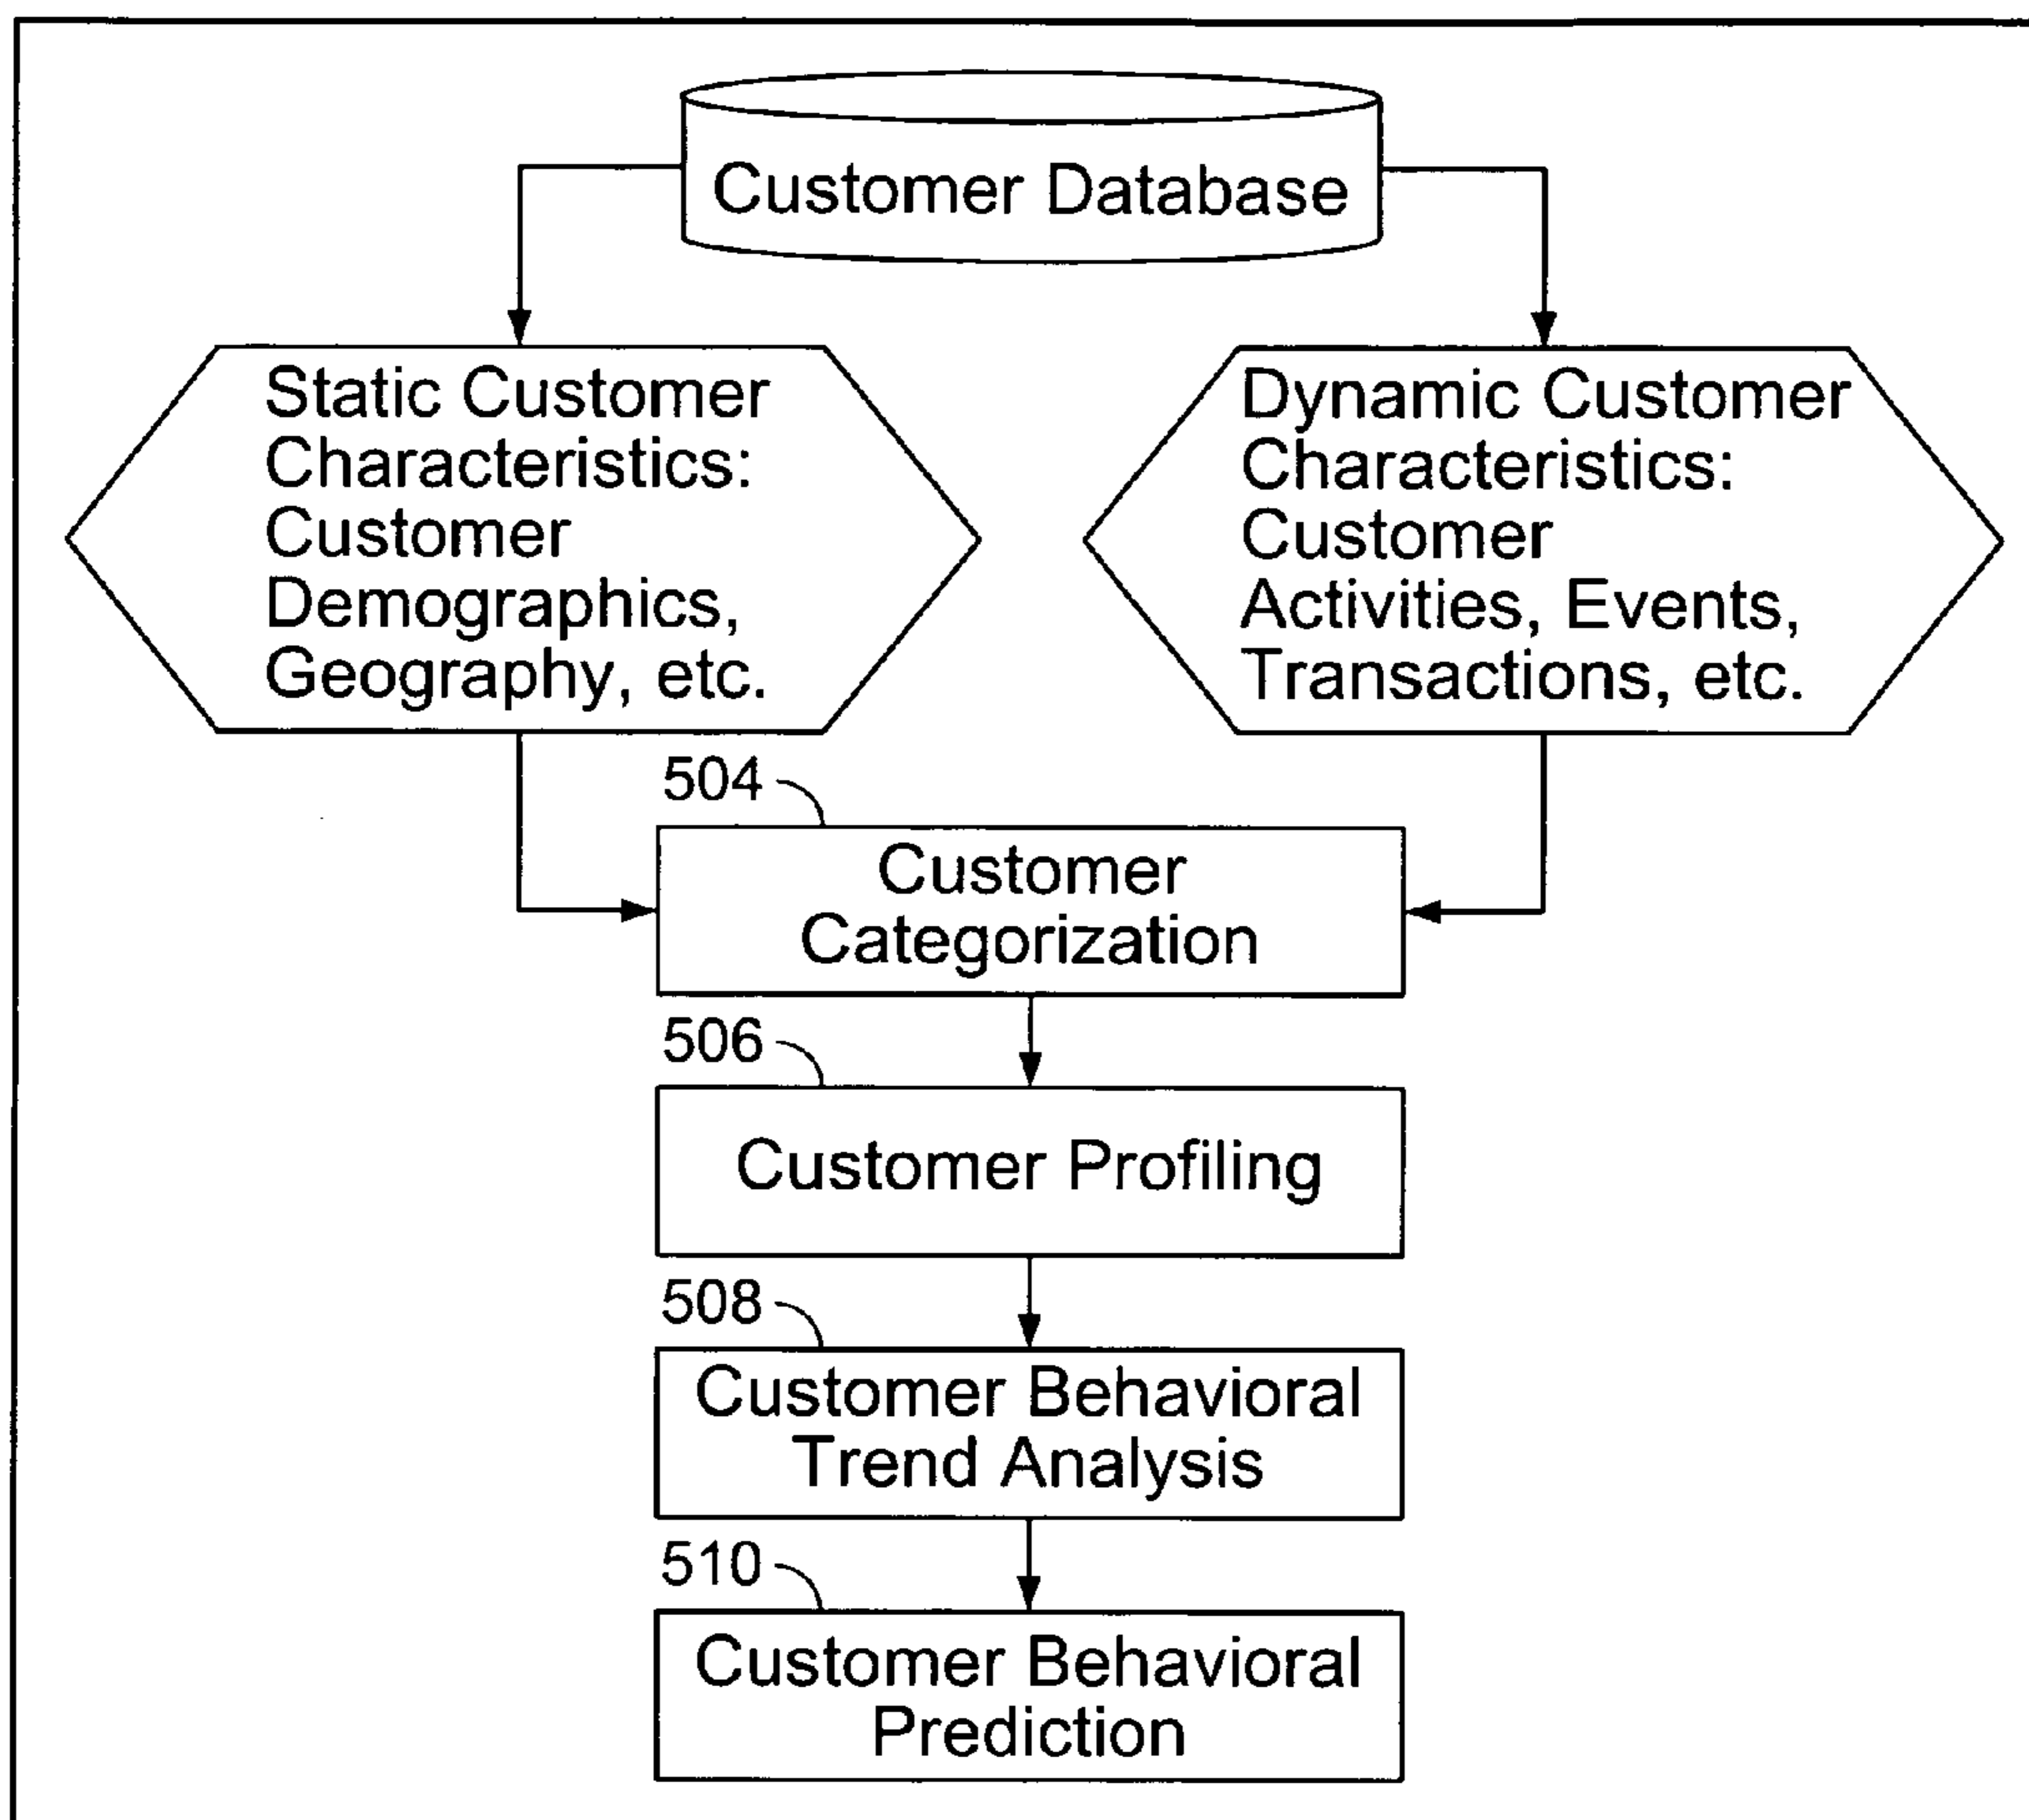 Customer Database
Static Customer
Characteristics:
Customer
Demographics,
Geography, etc.
Dynamic Customer
Characteristics:
Customer
Activities, Events,
Transactions, etc.
504
Customer
Categorization
506
Customer Profiling
508
Customer Behavioral
Trend Analysis
510
Customer Behavioral
Prediction